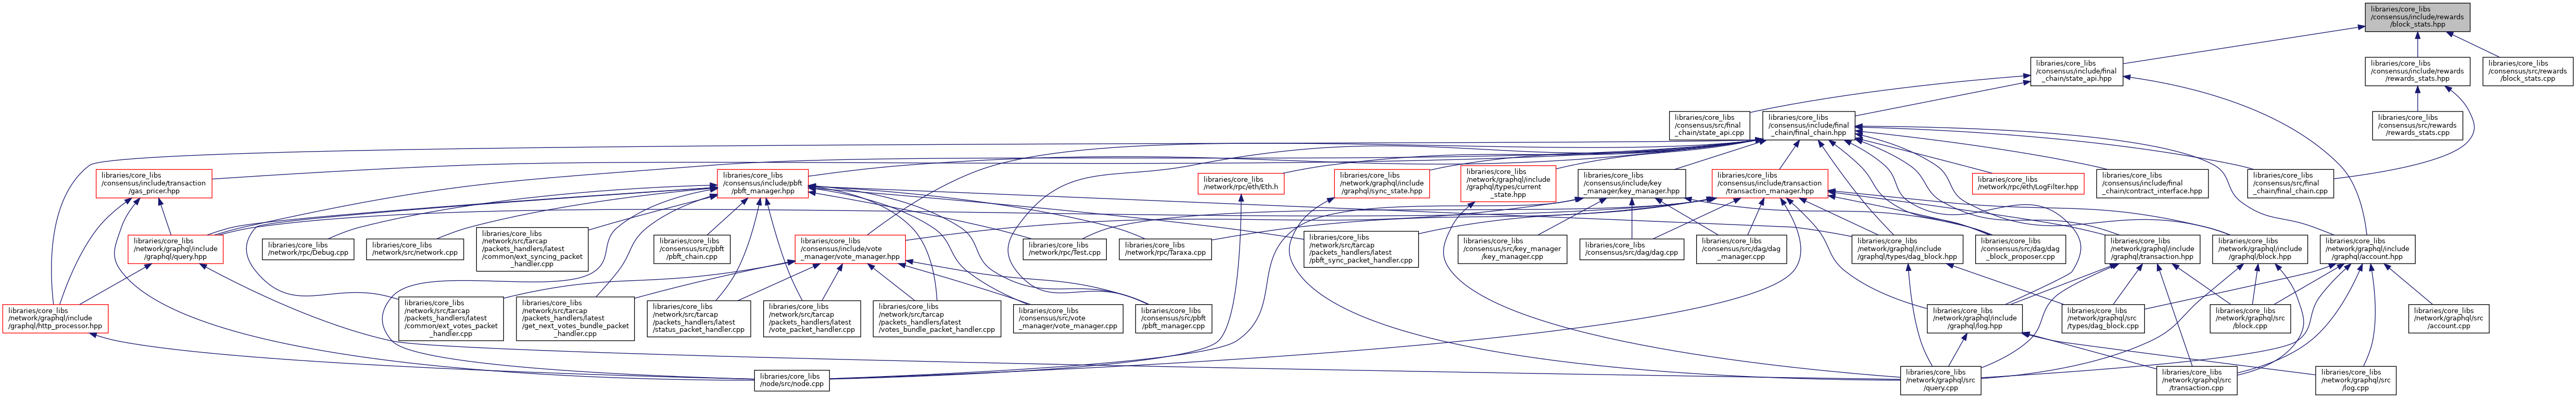 libraries/core_libs
/consensus/include/rewards
/block_stats.hpp
libraries/core_libs
/consensus/include/final
_chain/state_api.hpp
libraries/core_libs
/consensus/include/rewards
/rewards_stats.hpp
libraries/core_libs
/consensus/src/rewards
/block_stats.cpp
libraries/core_libs
/consensus/src/final
_chain/state_api.cpp
libraries/core_libs
/consensus/include/final
_chain/final_chain.hpp
libraries/core_libs
/consensus/src/rewards
/rewards_stats.cpp
libraries/core_libs
/consensus/include/transaction
/gas_pricer.hpp
libraries/core_libs
/consensus/include/pbft
/pbft_manager.hpp
libraries/core_libs
/network/rpc/eth/Eth.h
libraries/core_libs
/network/graphql/include
/graphql/sync_state.hpp
libraries/core_libs
/network/graphql/include
/graphql/types/current
_state.hpp
libraries/core_libs
/consensus/include/key
_manager/key_manager.hpp
libraries/core_libs
/consensus/include/transaction
/transaction_manager.hpp
libraries/core_libs
/network/rpc/eth/LogFilter.hpp
libraries/core_libs
/consensus/include/final
_chain/contract_interface.hpp
libraries/core_libs
/consensus/src/final
_chain/final_chain.cpp
libraries/core_libs
/network/graphql/include
/graphql/query.hpp
libraries/core_libs
/network/rpc/Debug.cpp
libraries/core_libs
/network/src/network.cpp
libraries/core_libs
/network/src/tarcap
/packets_handlers/latest
/common/ext_syncing_packet
_handler.cpp
libraries/core_libs
/consensus/src/pbft
/pbft_chain.cpp
libraries/core_libs
/consensus/include/vote
_manager/vote_manager.hpp
libraries/core_libs
/network/rpc/Test.cpp
libraries/core_libs
/network/rpc/Taraxa.cpp
libraries/core_libs
/network/src/tarcap
/packets_handlers/latest
/pbft_sync_packet_handler.cpp
libraries/core_libs
/consensus/src/key_manager
/key_manager.cpp
libraries/core_libs
/consensus/src/dag/dag.cpp
libraries/core_libs
/consensus/src/dag/dag
_manager.cpp
libraries/core_libs
/network/graphql/include
/graphql/types/dag_block.hpp
libraries/core_libs
/consensus/src/dag/dag
_block_proposer.cpp
libraries/core_libs
/network/graphql/include
/graphql/transaction.hpp
libraries/core_libs
/network/graphql/include
/graphql/block.hpp
libraries/core_libs
/network/graphql/include
/graphql/account.hpp
libraries/core_libs
/network/graphql/include
/graphql/http_processor.hpp
libraries/core_libs
/network/src/tarcap
/packets_handlers/latest
/common/ext_votes_packet
_handler.cpp
libraries/core_libs
/network/src/tarcap
/packets_handlers/latest
/get_next_votes_bundle_packet
_handler.cpp
libraries/core_libs
/network/src/tarcap
/packets_handlers/latest
/status_packet_handler.cpp
libraries/core_libs
/network/src/tarcap
/packets_handlers/latest
/vote_packet_handler.cpp
libraries/core_libs
/network/src/tarcap
/packets_handlers/latest
/votes_bundle_packet_handler.cpp
libraries/core_libs
/consensus/src/vote
_manager/vote_manager.cpp
libraries/core_libs
/consensus/src/pbft
/pbft_manager.cpp
libraries/core_libs
/network/graphql/include
/graphql/log.hpp
libraries/core_libs
/network/graphql/src
/types/dag_block.cpp
libraries/core_libs
/network/graphql/src
/block.cpp
libraries/core_libs
/network/graphql/src
/account.cpp
libraries/core_libs
/node/src/node.cpp
libraries/core_libs
/network/graphql/src
/query.cpp
libraries/core_libs
/network/graphql/src
/transaction.cpp
libraries/core_libs
/network/graphql/src
/log.cpp